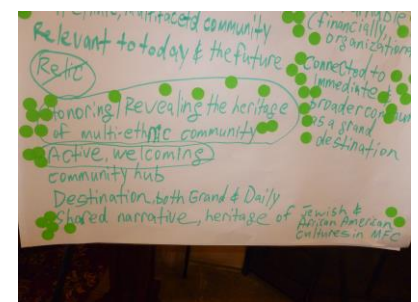 multifaceted community
Relevant to today & the future
Relic
Honoring/Revealing the heritage
of multi-ethnic community
Active, welcoming
community hub
Destination, both Grand & Daily
Shared narrative, heritage of Jewish &
African American
Cultures in MFC
(financially,
organization
Connected to
immediate &
broader
as a grand
destination